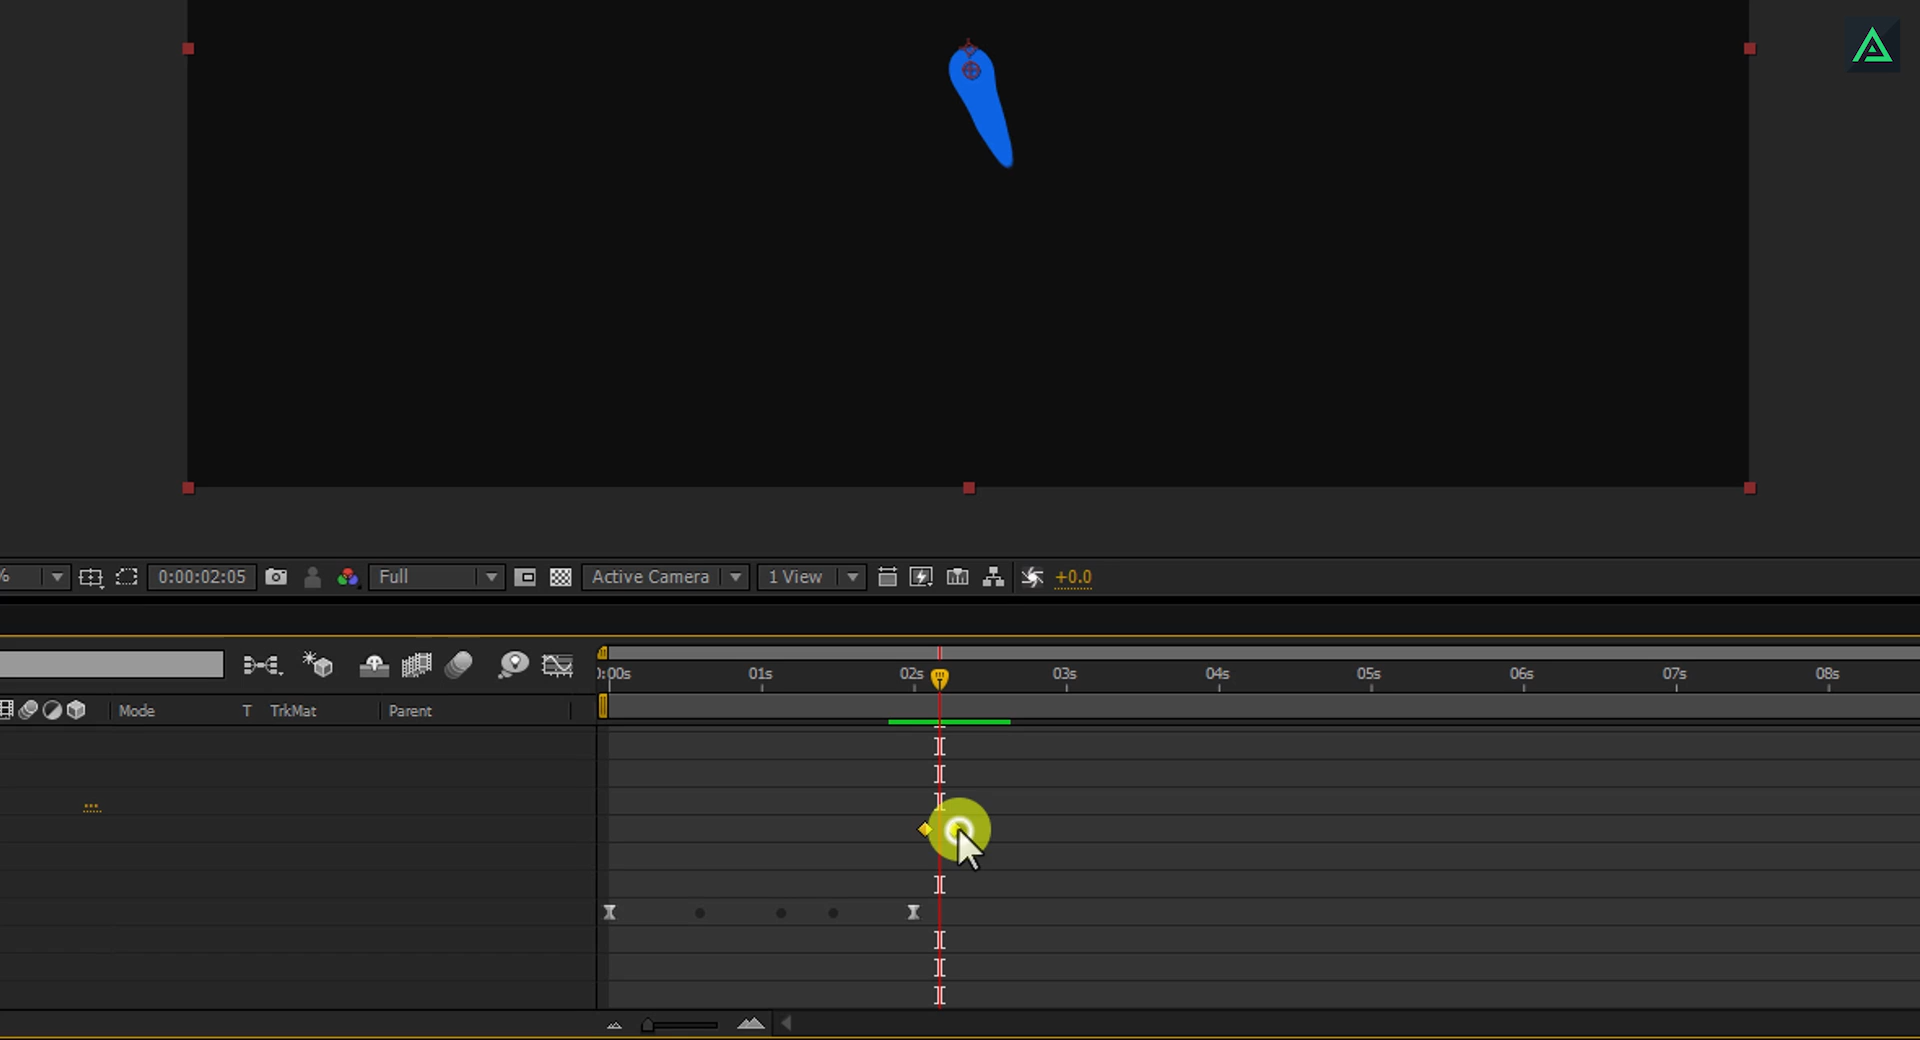 %
0:00:02:05
Full
Active Camera
1 View
+0.0
0:00s 01s 02s 03s 04s 05s 06s 07s 08s
Mode T TrkMat Parent